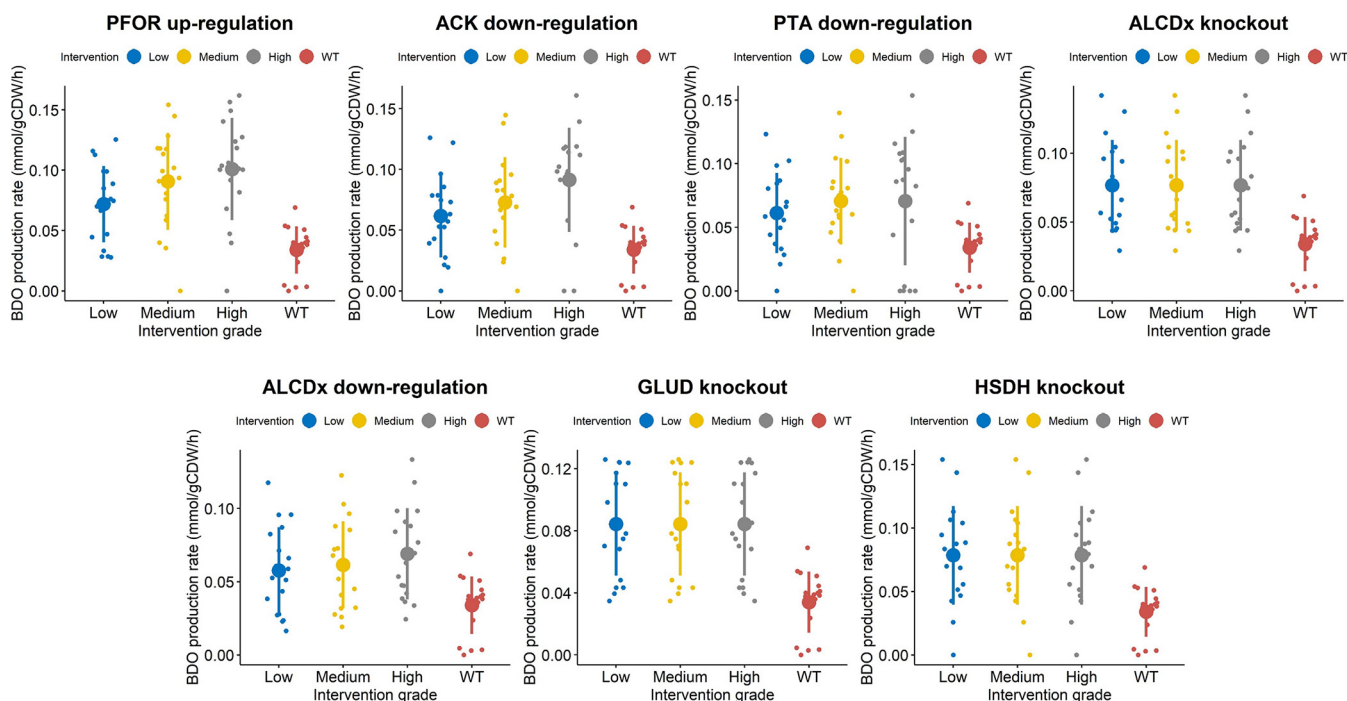 PFOR up-regulation
Intervention Low Medium High WT
BDO production rate (mmol/gCDW/h)
0.15
0.10
0.05
0.00
Low Medium High WT
Intervention grade
ACK down-regulation
Intervention Low Medium High WT
BDO production rate (mmol/gCDW/h)
0.15
0.10
0.05
0.00
Low Medium High WT
Intervention grade
PTA down-regulation
Intervention Low Medium High WT
BDO production rate (mmol/gCDW/h)
0.15
0.10
0.05
0.00
Low Medium High WT
Intervention grade
ALCDx knockout
Intervention Low Medium High WT
BDO production rate (mmol/gCDW/h)
0.10
0.05
0.00
Low Medium High WT
Intervention grade
ALCDx down-regulation
Intervention Low Medium High WT
BDO production rate (mmol/gCDW/h)
0.10
0.05
0.00
Low Medium High WT
Intervention grade
GLUD knockout
Intervention Low Medium High WT
BDO production rate (mmol/gCDW/h)
0.12
0.08
0.04
0.00
Low Medium High WT
Intervention grade
HSDH knockout
Intervention Low Medium High WT
BDO production rate (mmol/gCDW/h)
0.15
0.10
0.05
0.00
Low Medium High WT
Intervention grade